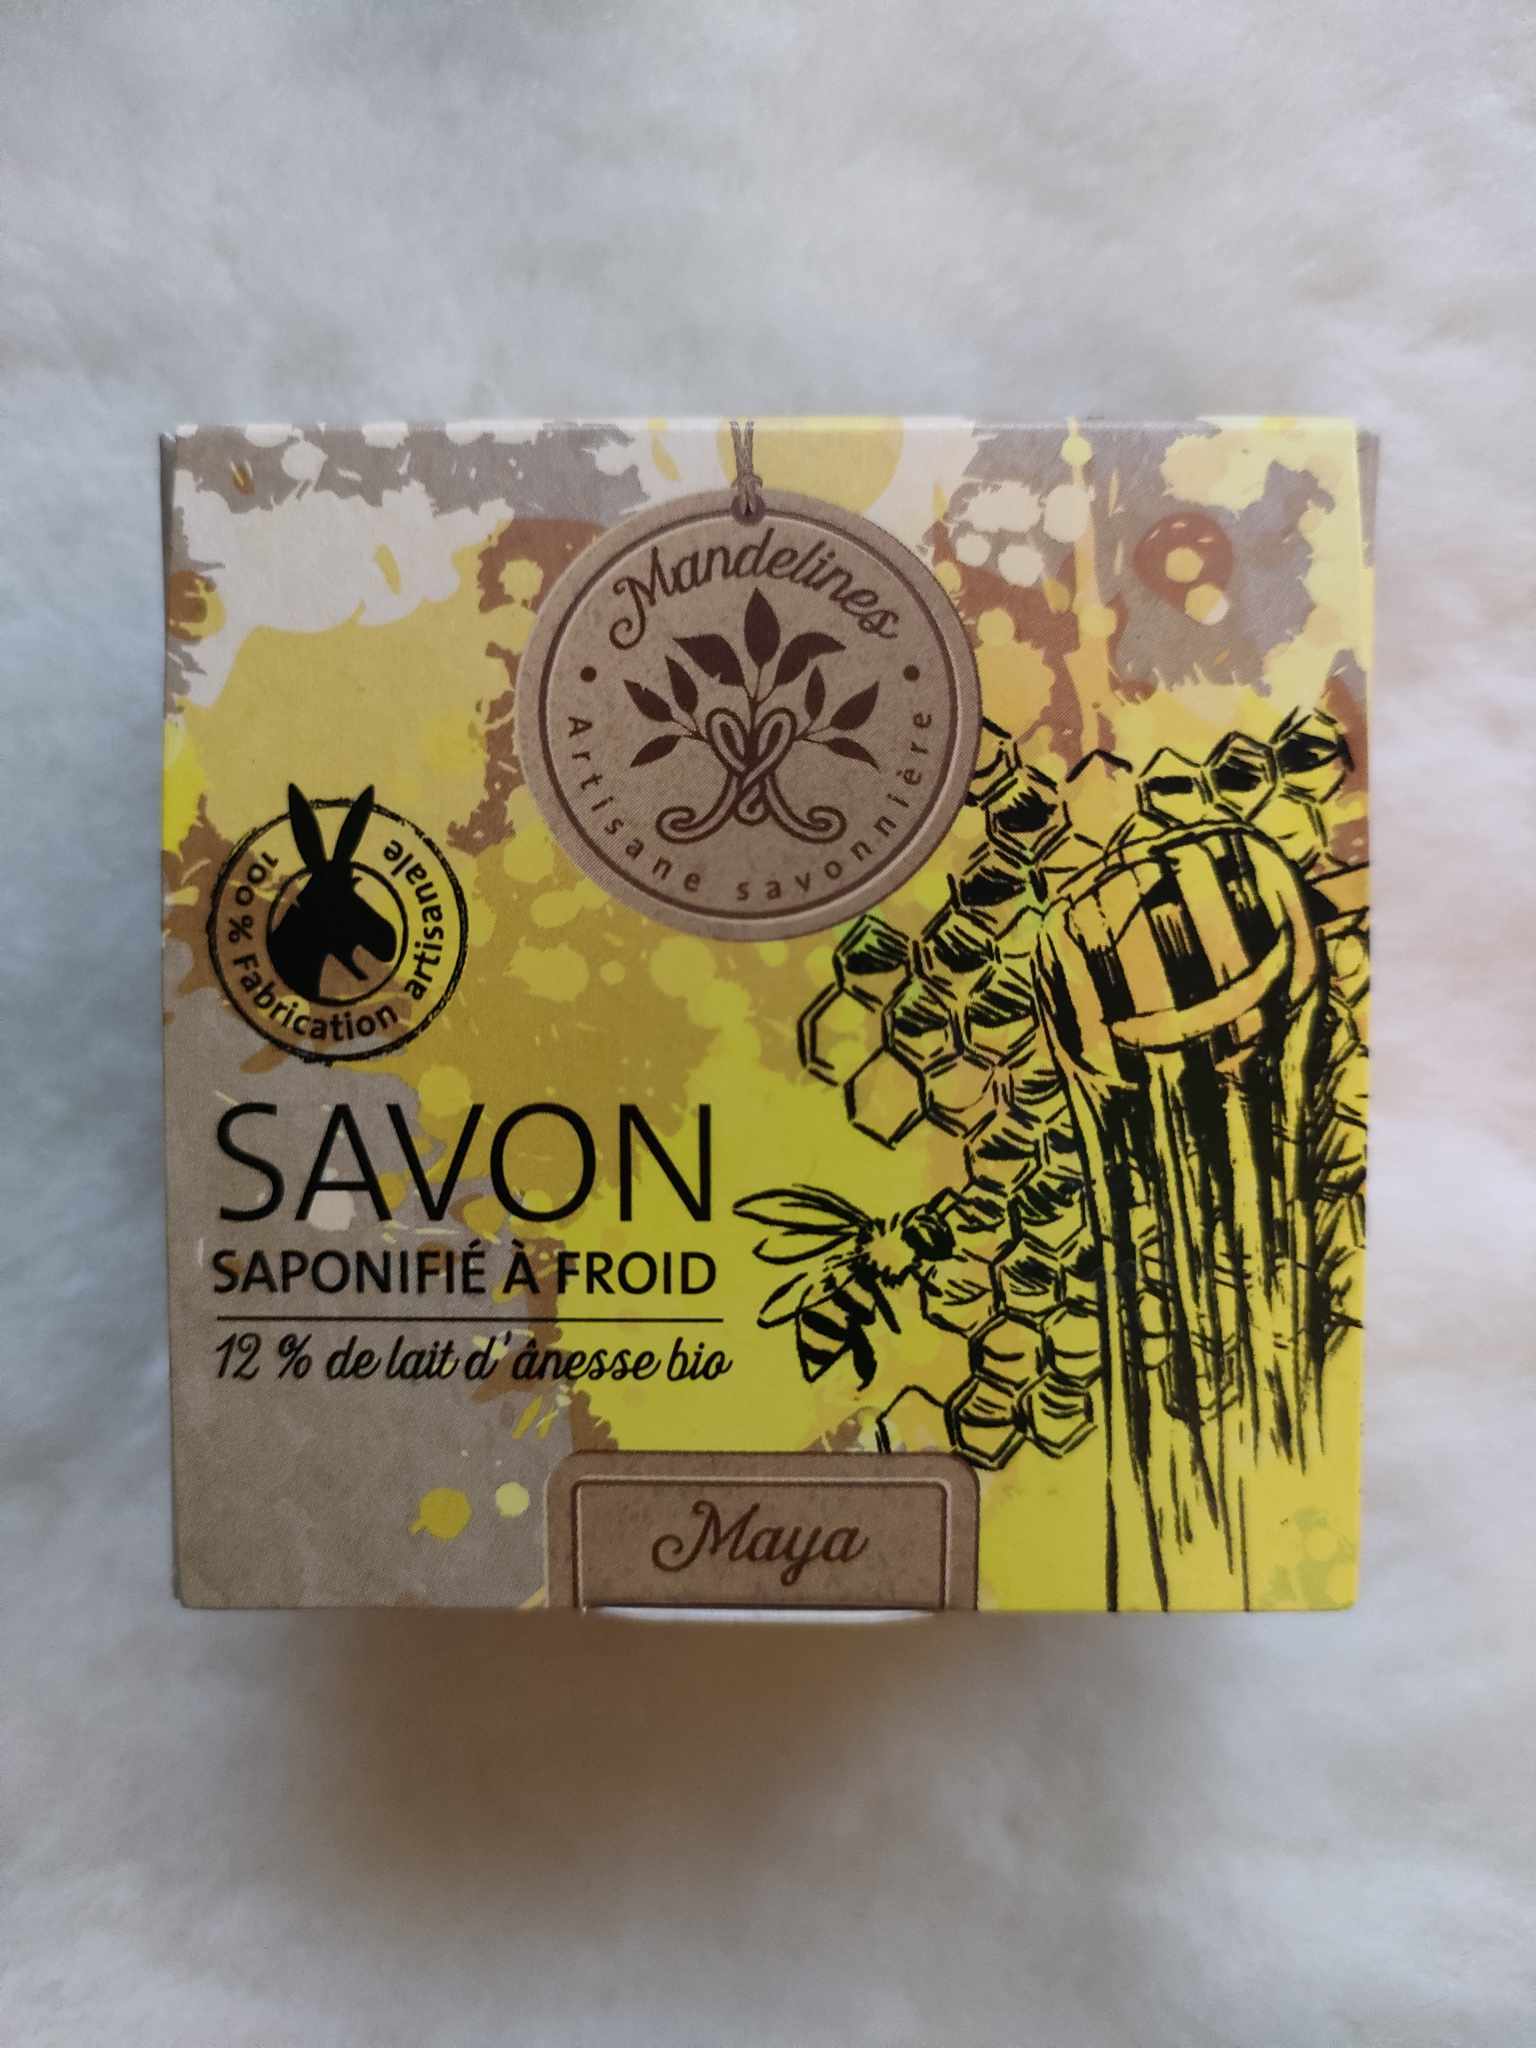 Mandelines
• Artisane savonnière •
100% Fabrication artisanale
SAVON
SAPONIFIÉ À FROID
12 % de lait d'ânesse bio
Maya